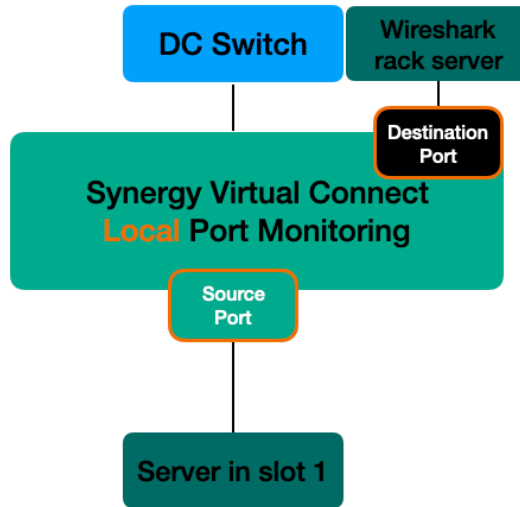 DC Switch
Wireshark
rack server
Destination
Port
Synergy Virtual Connect
Local Port Monitoring
Source
Port
Server in slot 1